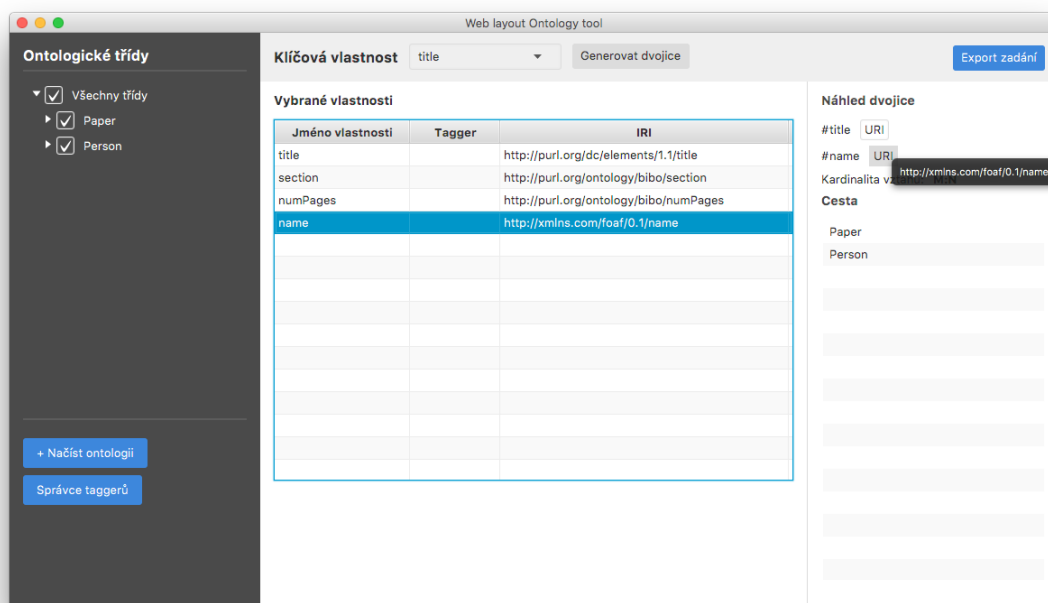 Web layout Ontology tool
Ontologické třídy
Všechny třídy
Paper
Person
+ Načíst ontologii
Správce taggerů
Klíčová vlastnost title Generovat dvojice
Export zadání
Vybrané vlastnosti
Jméno vlastnosti Tagger IRI
title http://purl.org/dc/elements/1.1/title
section http://purl.org/ontology/bibo/section
numPages http://purl.org/ontology/bibo/numPages
name http://xmlns.com/foaf/0.1/name
Náhled dvojice
#title URI
#name URI
http://xmlns.com/foaf/0.1/name
Kardinalita
Cesta
Paper
Person